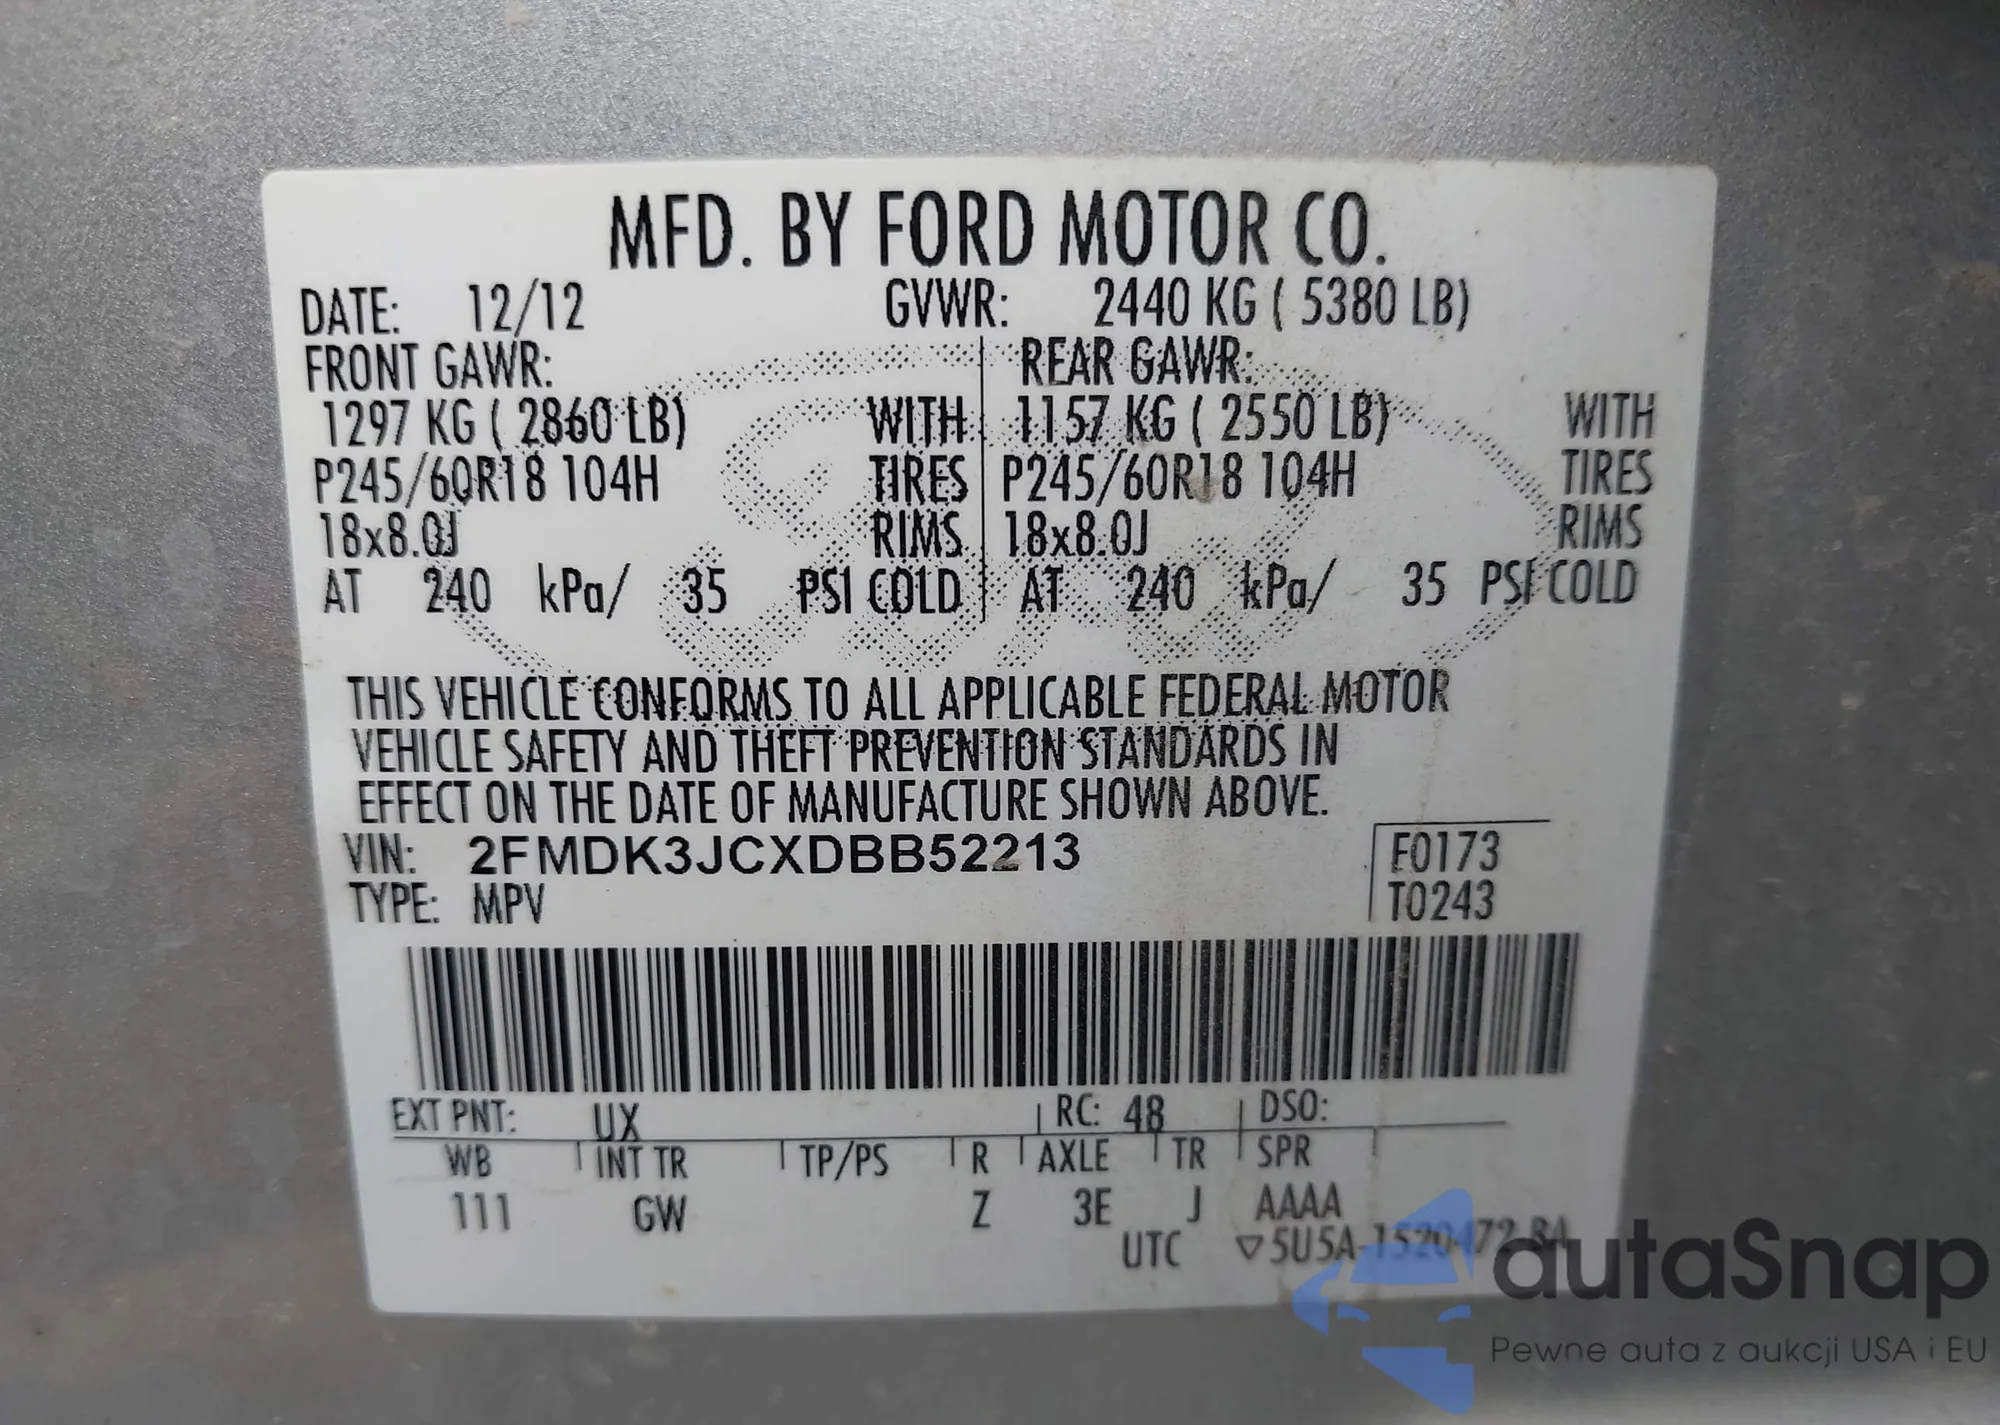 MFD. BY FORD MOTOR CO.
DATE: 12/12 GVWR: 2440 KG ( 5380 LB)
FRONT GAWR: REAR GAWR:
1297 KG ( 2860 LB) WITH 1157 KG ( 2550 LB) WITH
P245/60R18 104H TIRES P245/60R18 104H TIRES
18x8.0J RIMS 18x8.0J RIMS
AT 240 kPa/ 35 PSI COLD AT 240 kPa/ 35 PSI COLD
THIS VEHICLE CONFORMS TO ALL APPLICABLE FEDERAL MOTOR
VEHICLE SAFETY AND THEFT PREVENTION STANDARDS IN
EFFECT ON THE DATE OF MANUFACTURE SHOWN ABOVE.
VIN: 2FMDK3JCXDBB52213 F0173
TYPE: MPV T0243
EXT PNT: UX RC: 48 DSO:
WB INT TR TP/PS R AXLE TR SPR
111 GW Z 3E J AAAA
UTC ▽5U5A-1520472-BA
autaSnap
Pewne auta z aukcji USA i EU